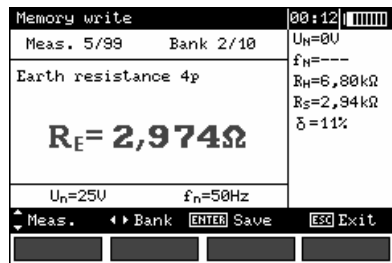 Memory write 00:12
Meas. 5/99 Bank 2/10
Earth resistance 4p
RE= 2,974Ω
Un=25V fn=50Hz
UN=0V
fN=---
RH=6,80kΩ
RS=2,94kΩ
δ=11%
Meas. Bank ENTER Save ESC Exit